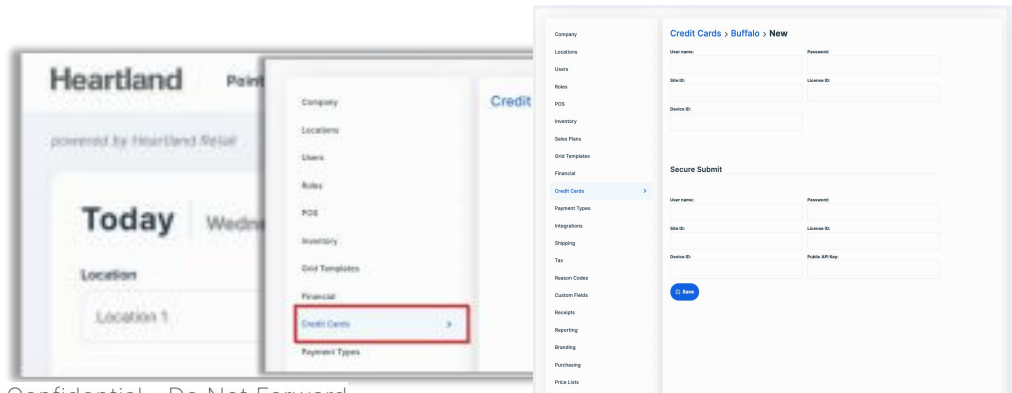 Heartland Point
powered by Heartland Retail
Today Wedne
Location
Location 1
Company
Locations
Users
Roles
POS
Inventory
Grid Templates
Financial
Credit Cards >
Payment Types
Credit
Company
Locations
Users
Roles
POS
Inventory
Sales Plans
Grid Templates
Financial
Credit Cards >
Payment Types
Integrations
Shipping
Tax
Reason Codes
Custom Fields
Receipts
Reporting
Branding
Purchasing
Price Lists
Credit Cards > Buffalo > New
User name: Password:
Site ID: License ID:
Device ID:
Secure Submit
User name: Password:
Site ID: License ID:
Device ID: Public API Key:
Save
Confidential - Do Not Forward